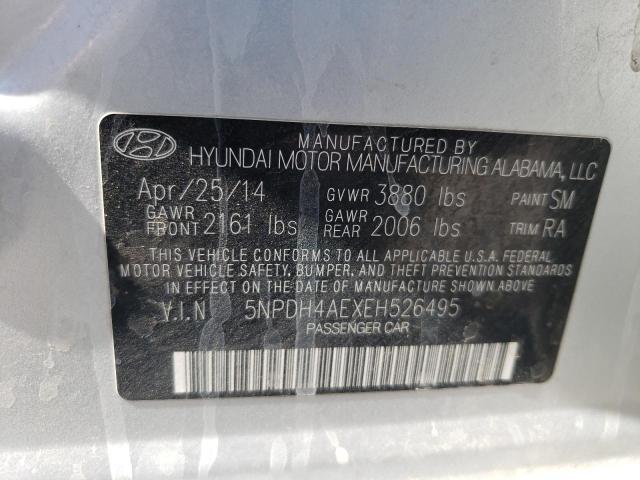 MANUFACTURED BY
HYUNDAI MOTOR MANUFACTURING ALABAMA, LLC
Apr/25/14 GVWR 3880 lbs PAINT SM
GAWR FRONT 2161 lbs GAWR REAR 2006 lbs TRIM RA
THIS VEHICLE CONFORMS TO ALL APPLICABLE U.S.A. FEDERAL
MOTOR VEHICLE SAFETY, BUMPER, AND THEFT PREVENTION STANDARDS
IN EFFECT ON THE DATE OF MANUFACTURE SHOWN ABOVE.
V.I.N 5NPDH4AEXEH526495
PASSENGER CAR